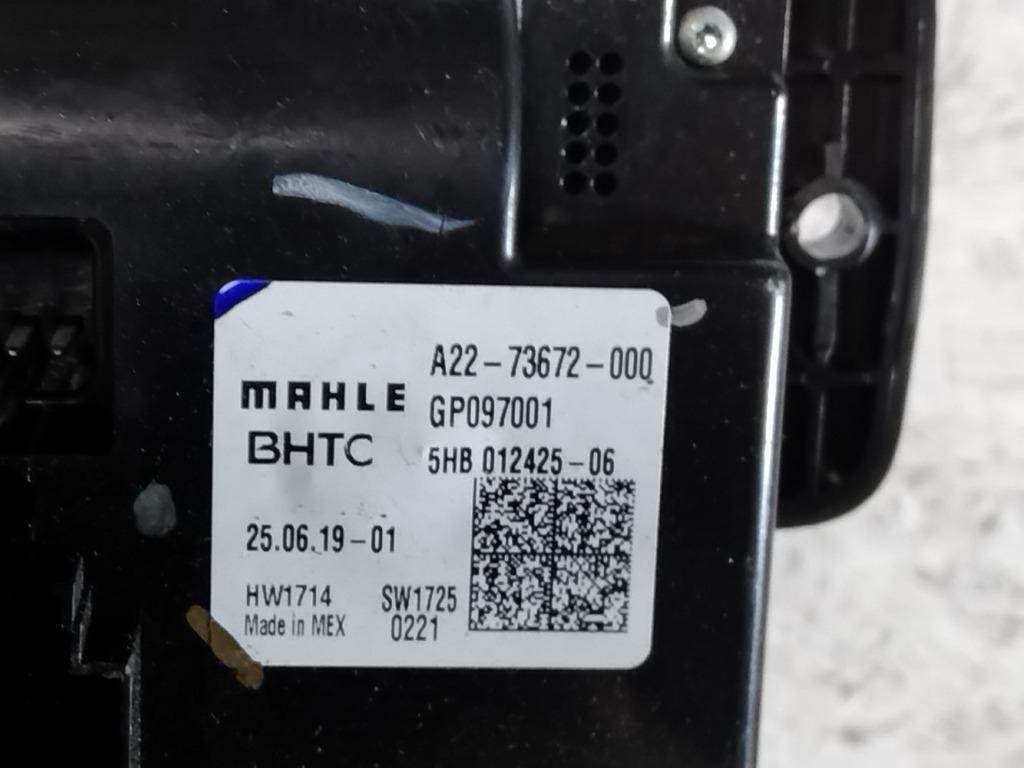 A22-73672-000
MAHLE
GP097001
BHTC
5HB 012425-06
25.06.19-01
HW1714 SW1725
Made in MEX 0221